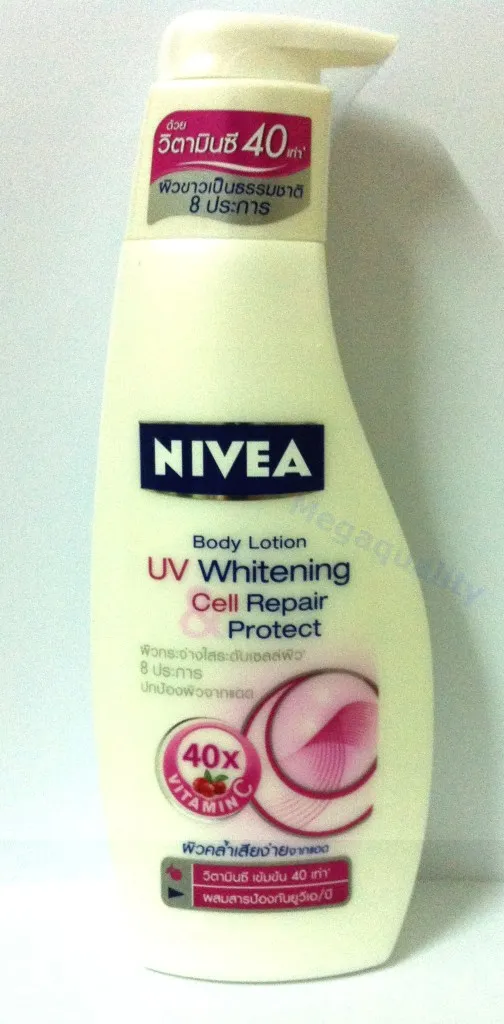 ด้วย
วิตามินซี 40 เท่า*
ผิวขาวเป็นธรรมชาติ
8 ประการ
NIVEA
Body Lotion
UV Whitening
Cell Repair
& Protect
ผิวกระจ่างใสระดับเซลล์ผิว*
8 ประการ
ปกป้องผิวจากแดด
40x
VITAMIN C
ผิวคล้ำเสียง่ายจากแดด
วิตามินซี เข้มข้น 40 เท่า*
ผสมสารป้องกันยูวีเอ/บี
Megaquality